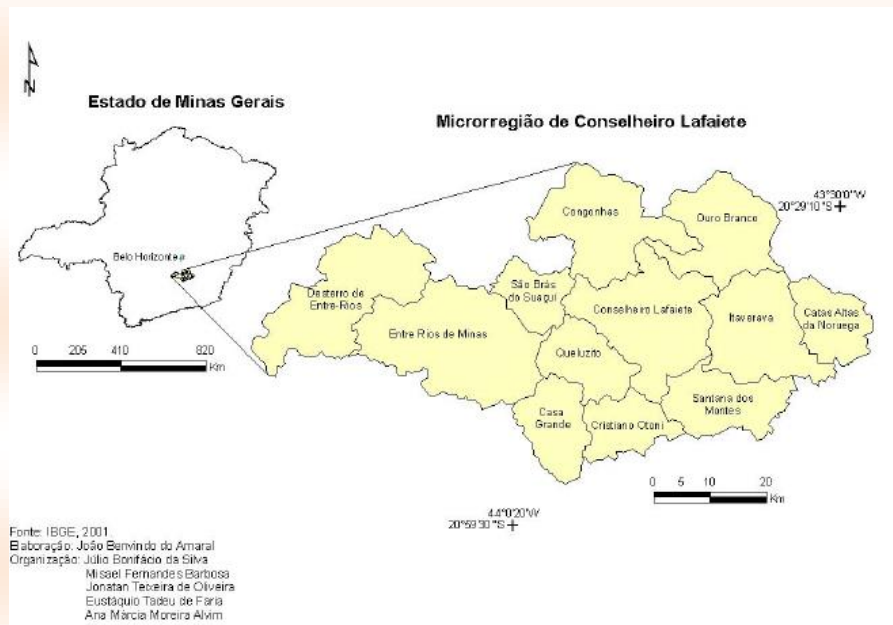 N
Estado de Minas Gerais
Microrregião de Conselheiro Lafaiete
43°30'0"W
20°29'10"S
Congonhas
Ouro Branco
Belo Horizonte
Desterro de
Entre-Rios
São Brás
do Suaçuí
Conselheiro Lafaiete
Itaverava
Catas Altas
da Noruega
Entre Rios de Minas
Queluzito
0 205 410 820
Km
Casa
Grande
Cristiano Otoni
Santana dos
Montes
0 5 10 20
Km
44°0'20"W
20°59'30"S
Fonte: IBGE, 2001
Elaboração: João Benvindo do Amaral
Organização: Júlio Bonifácio da Silva
Misael Fernandes Barbosa
Jonatan Teixeira de Oliveira
Eustáquio Tadeu de Faria
Ana Márcia Moreira Alvim